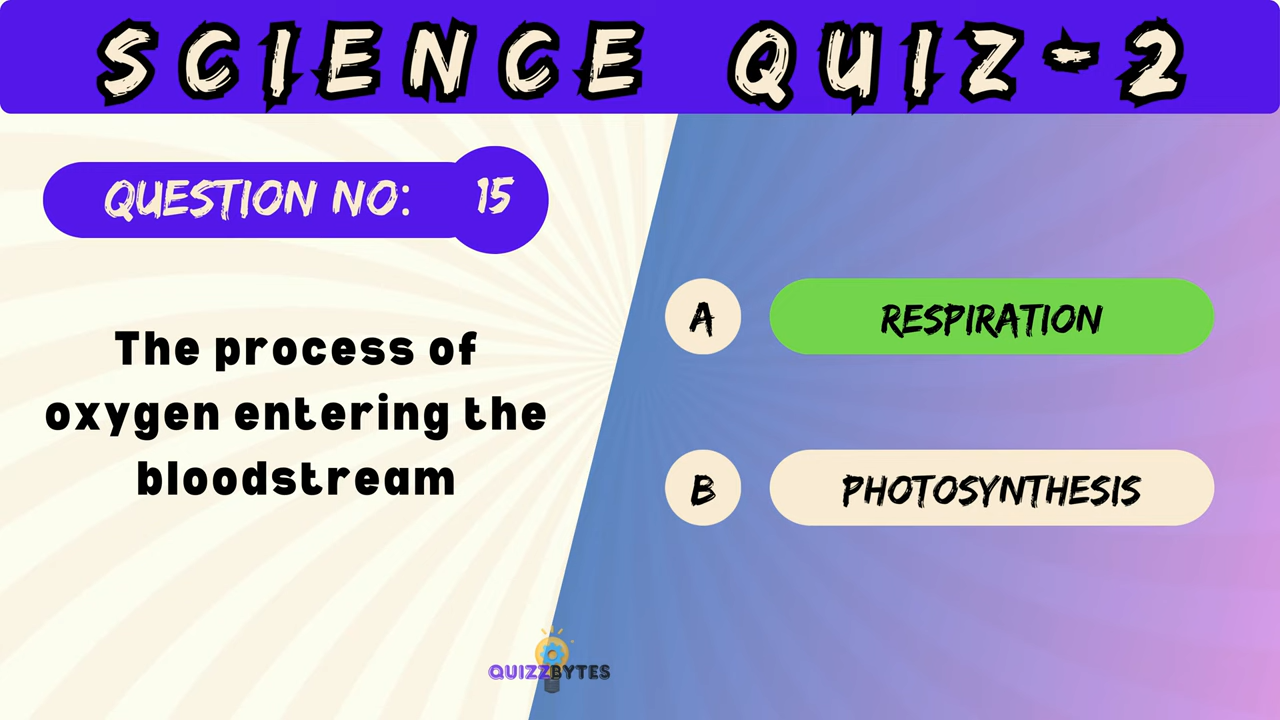 SCIENCE QUIZ-2
QUESTION NO: 15
The process of
oxygen entering the
bloodstream
A RESPIRATION
B PHOTOSYNTHESIS
QUIZZBYTES